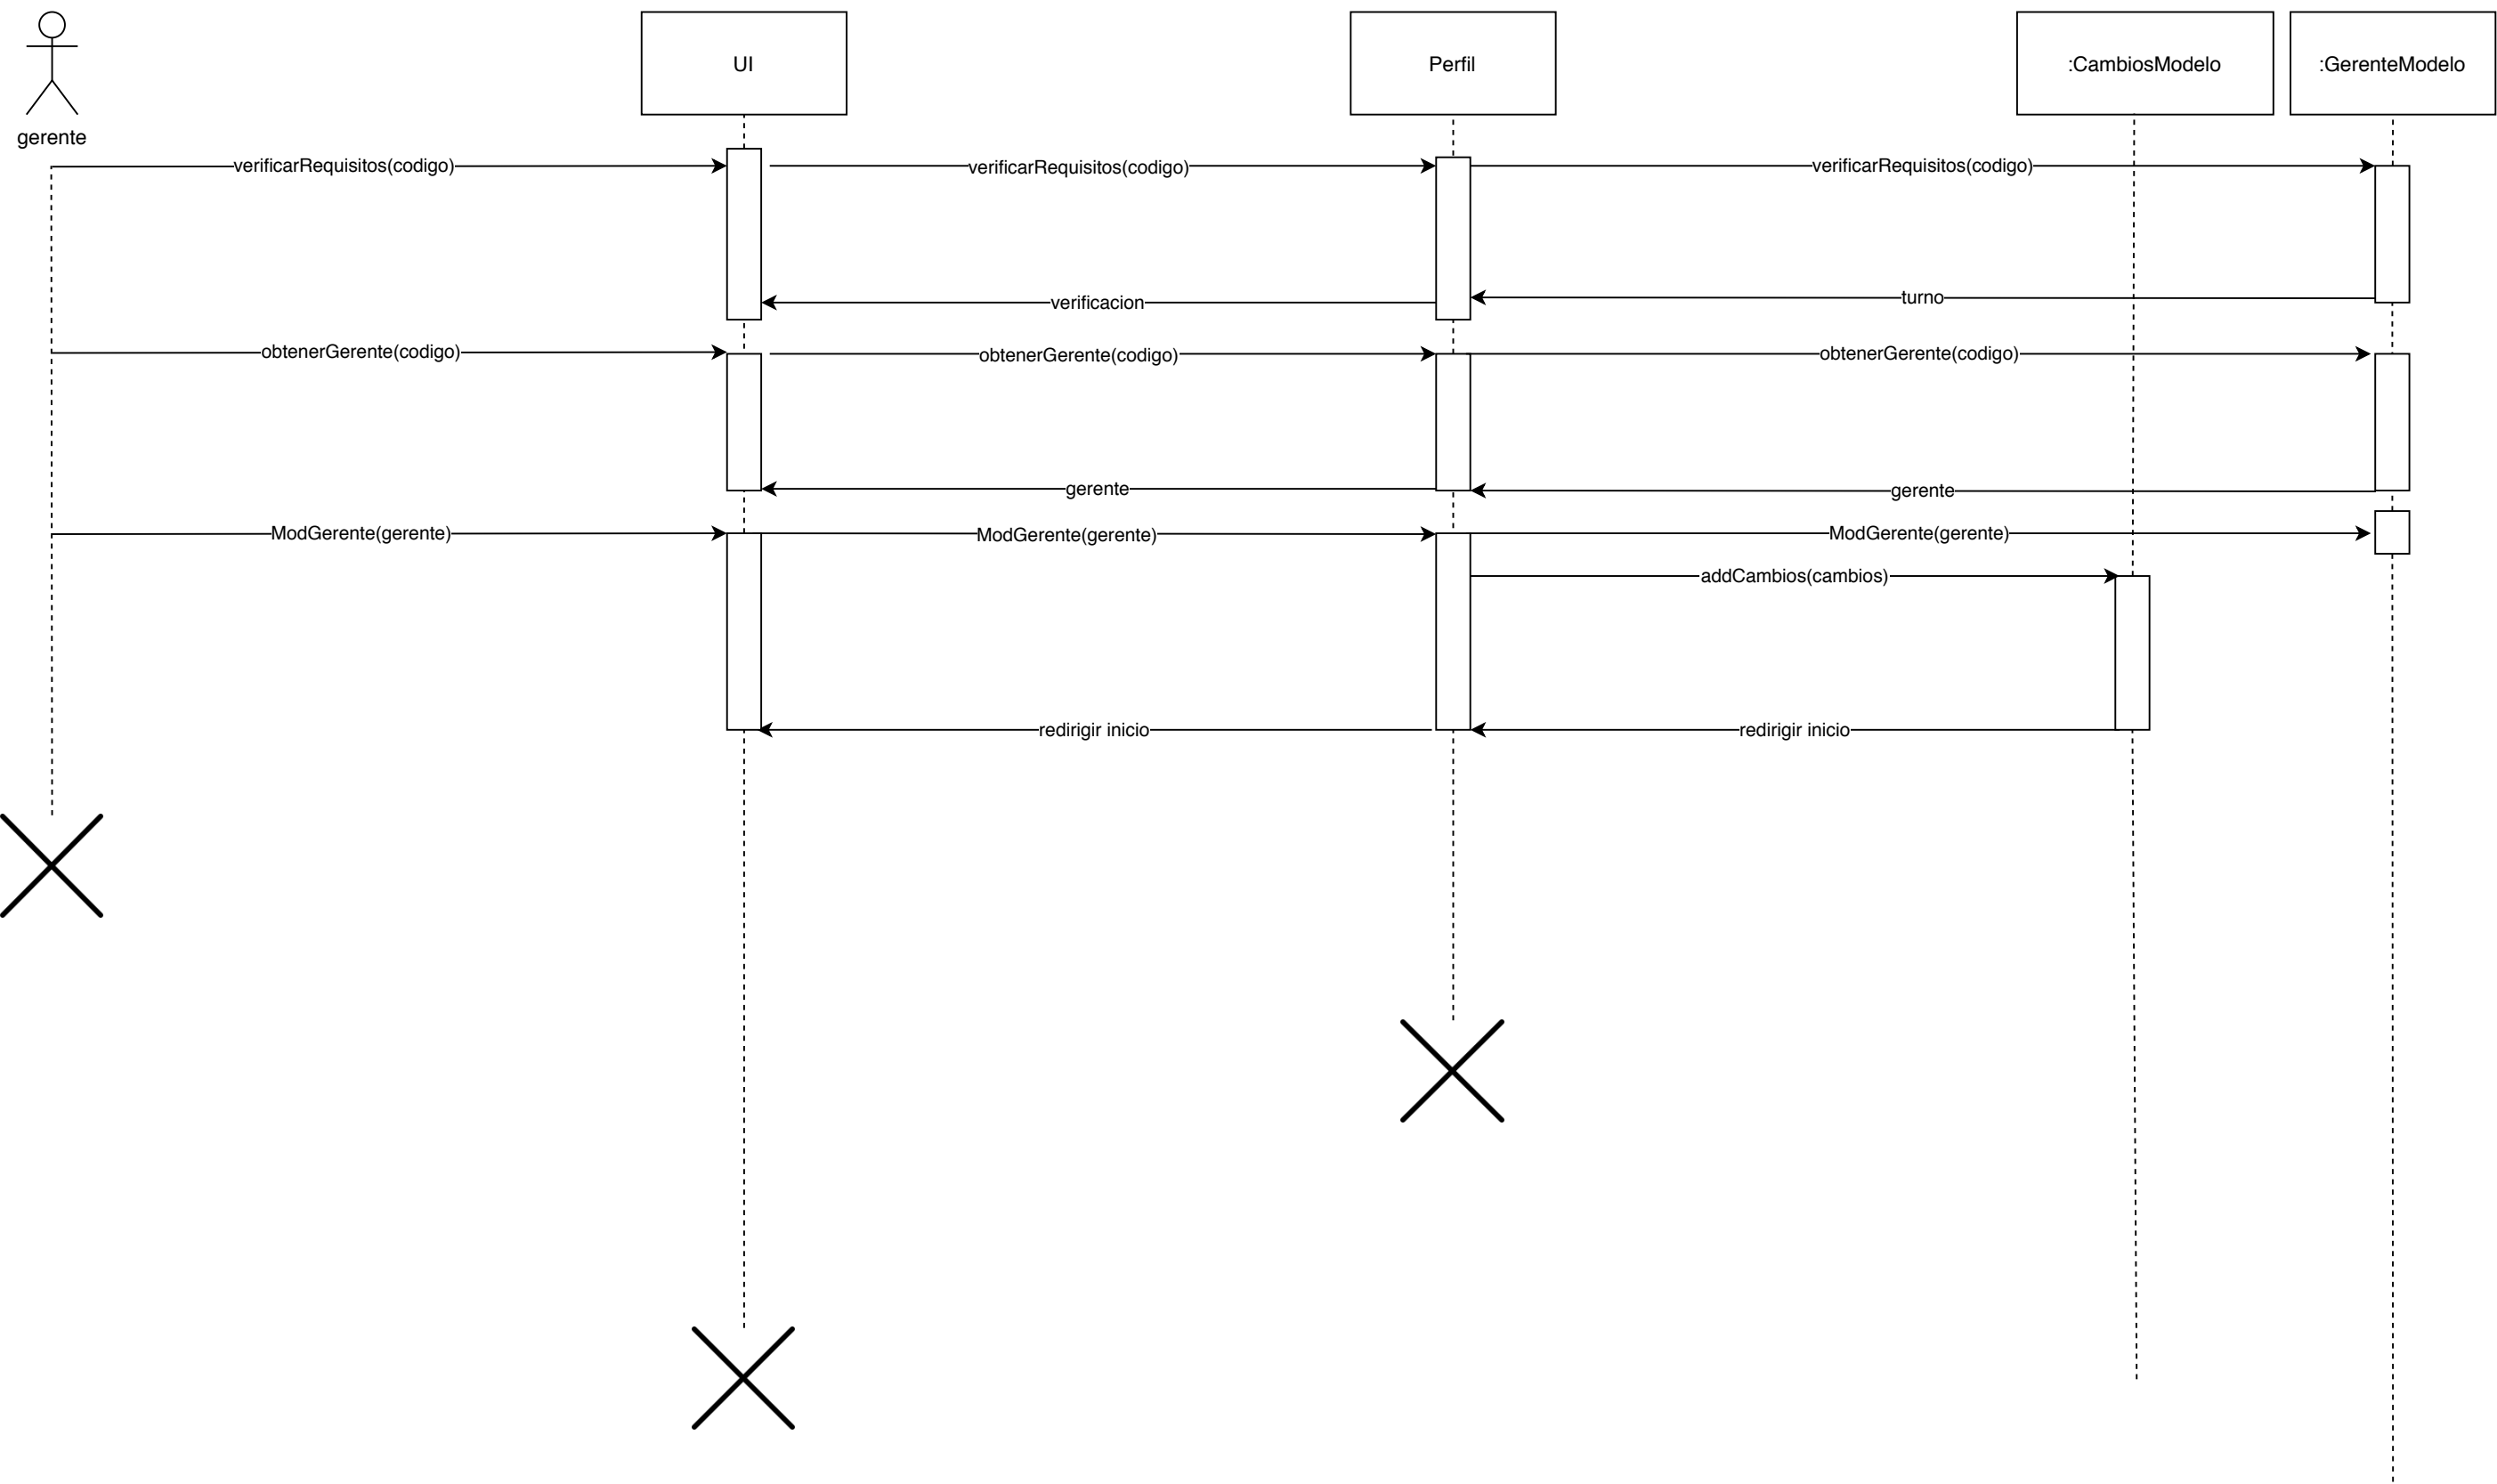 gerente
UI
Perfil
:CambiosModelo
:GerenteModelo
verificarRequisitos(codigo)
verificarRequisitos(codigo)
verificarRequisitos(codigo)
verificacion
turno
obtenerGerente(codigo)
obtenerGerente(codigo)
obtenerGerente(codigo)
gerente
gerente
ModGerente(gerente)
ModGerente(gerente)
ModGerente(gerente)
addCambios(cambios)
redirigir inicio
redirigir inicio